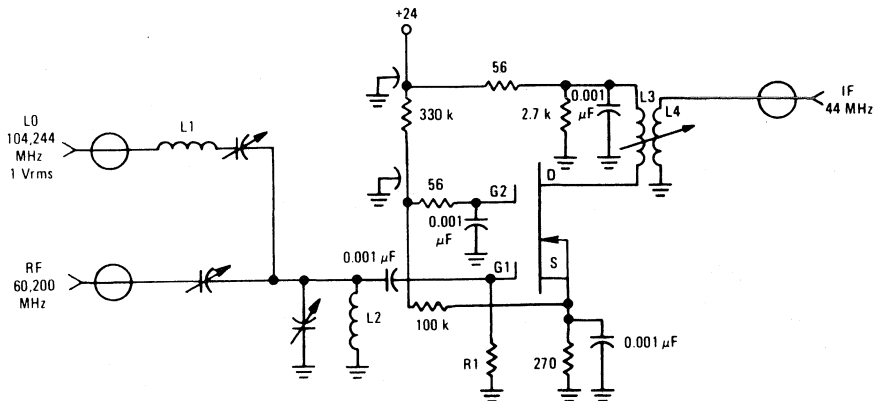 +24
56
LO
104,244
MHz
1 Vrms
L1
330 k
2.7 k
0.001
µF
L3
L4
IF
44 MHz
56
G2
D
0.001
µF
RF
60,200
MHz
0.001 µF
G1
S
L2
100 k
R1
270
0.001 µF